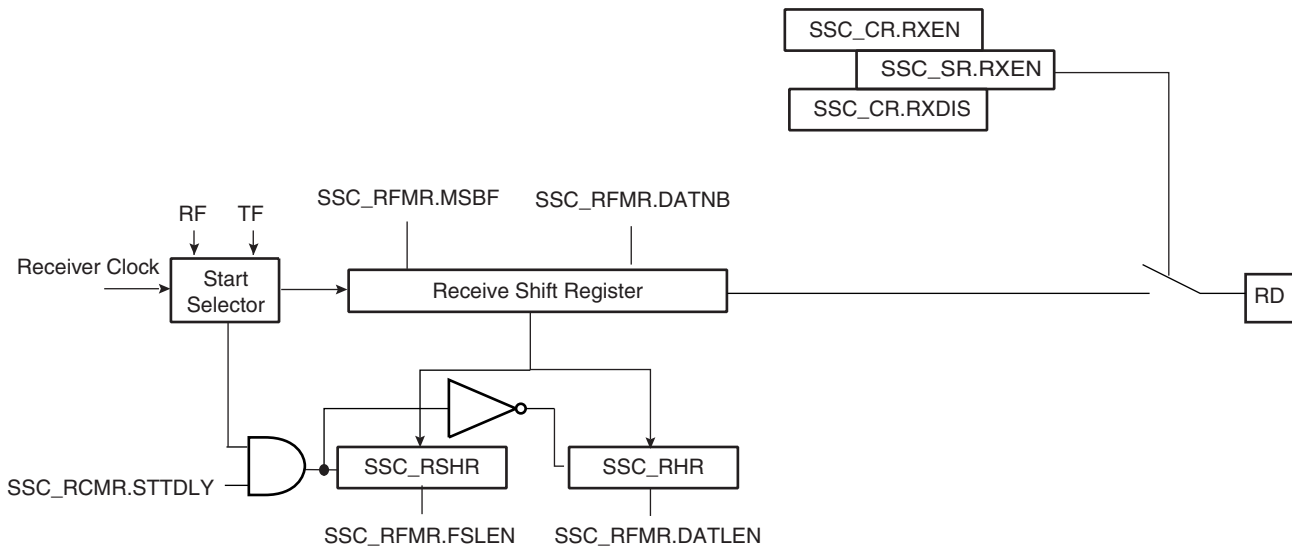 SSC_CR.RXEN
SSC_SR.RXEN
SSC_CR.RXDIS
SSC_RFMR.MSBF
SSC_RFMR.DATNB
RF
TF
Receiver Clock
Start
Selector
Receive Shift Register
RD
SSC_RSHR
SSC_RHR
SSC_RCMR.STTDLY
SSC_RFMR.FSLEN
SSC_RFMR.DATLEN